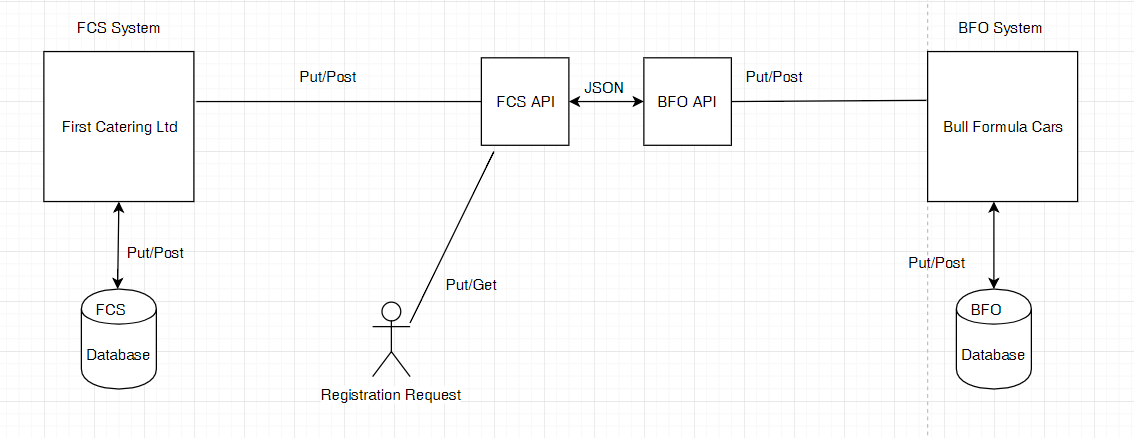 FCS System
BFO System
Put/Post
JSON
Put/Post
FCS API
BFO API
First Catering Ltd
Bull Formula Cars
Put/Post
Put/Post
Put/Get
FCS
Database
BFO
Database
Registration Request